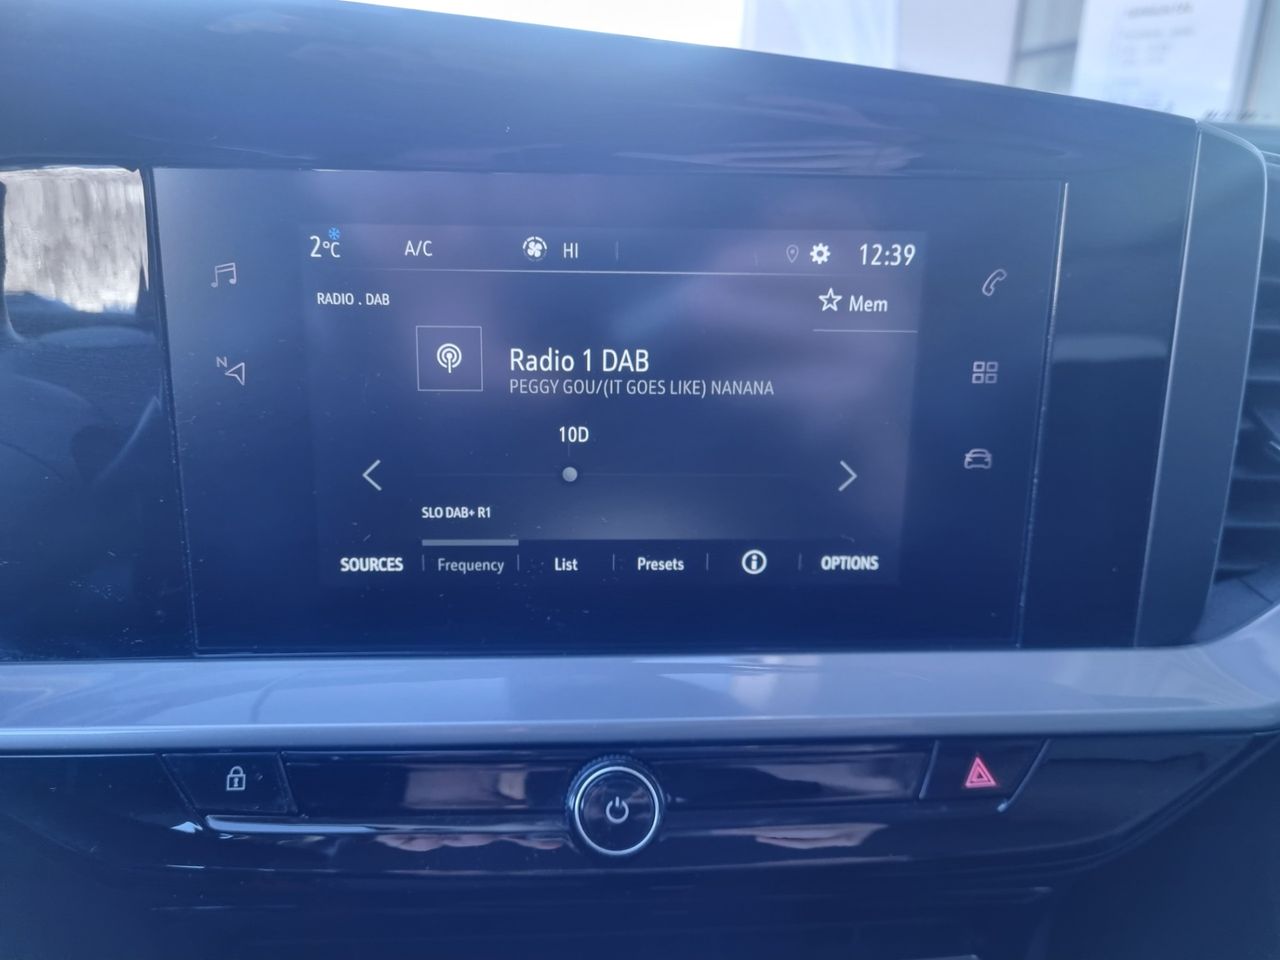 2°C A/C HI 12:39
RADIO . DAB
Mem
Radio 1 DAB
PEGGY GOU/(IT GOES LIKE) NANANA
N
10D
SLO DAB+ R1
SOURCES Frequency List Presets OPTIONS